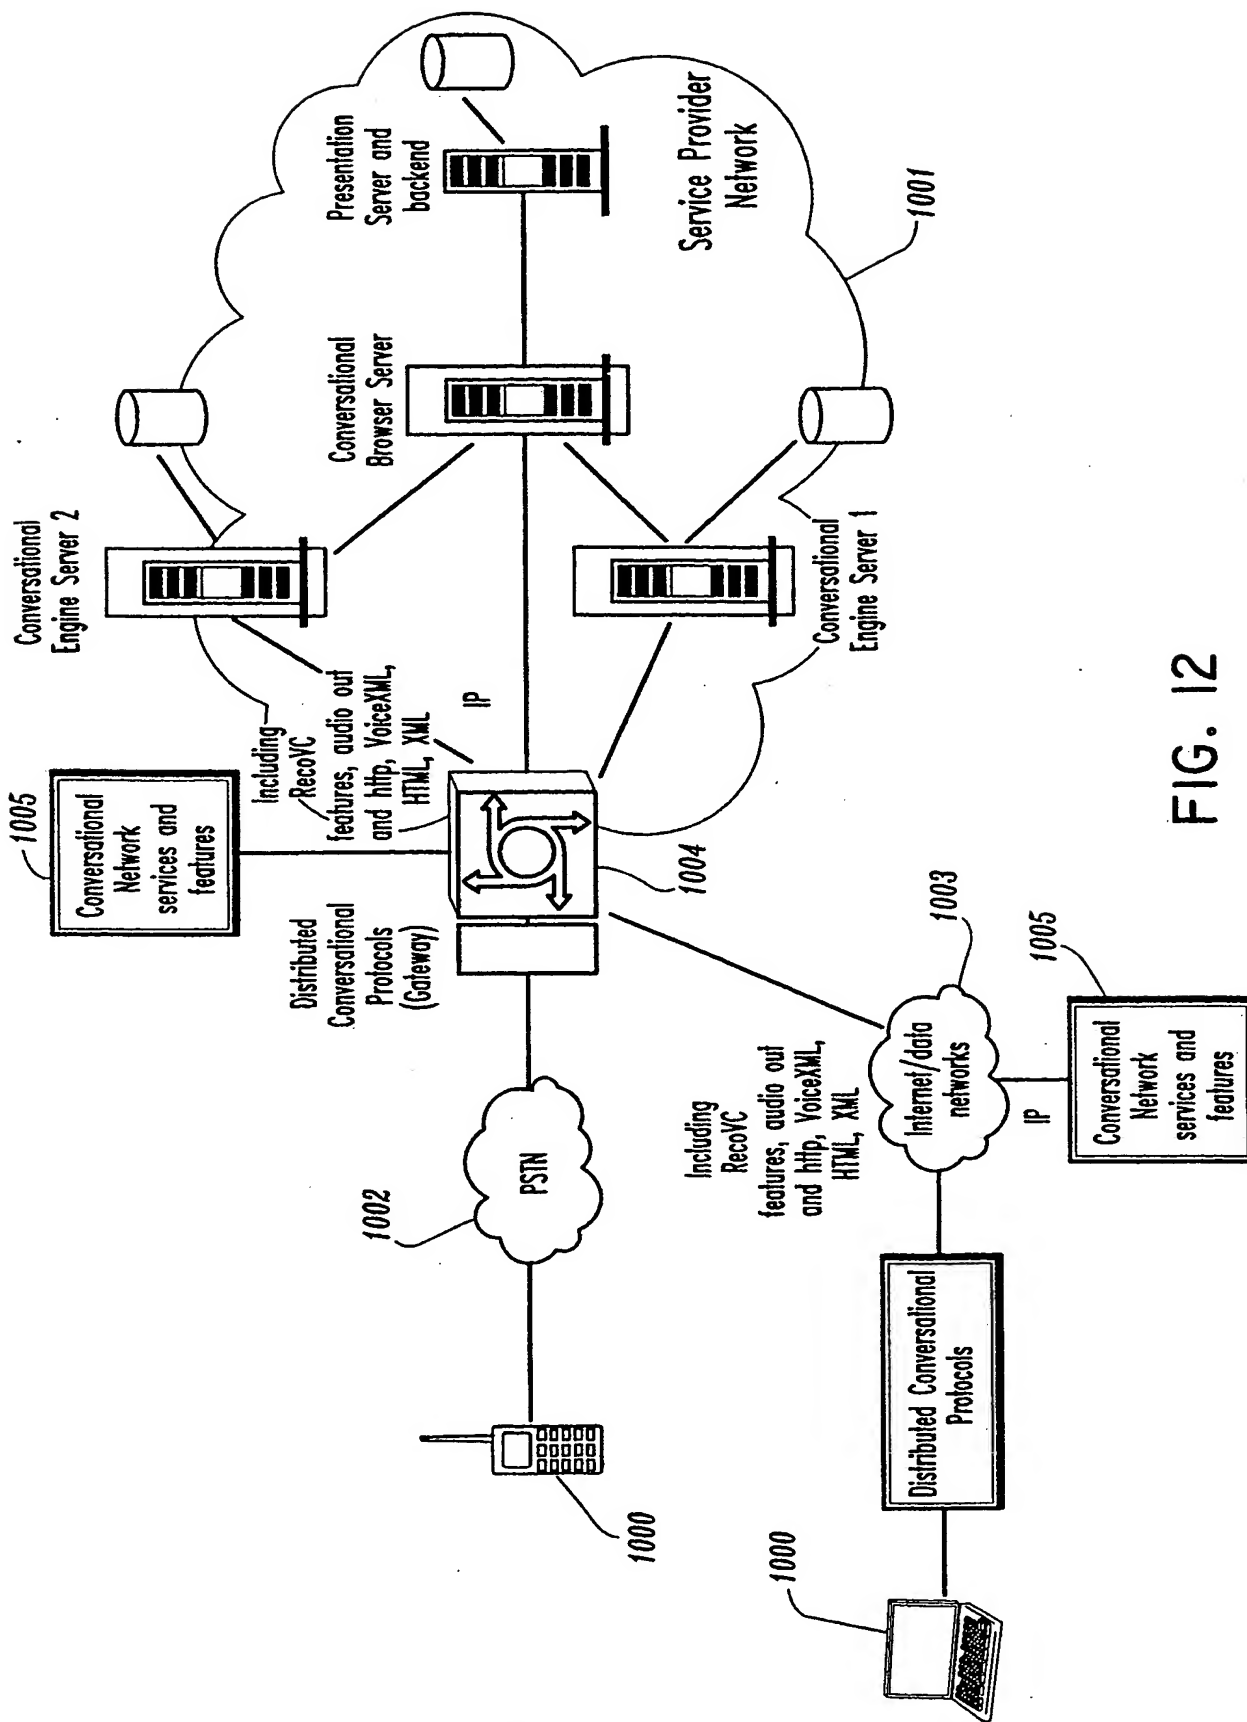 1005
Conversational
Network
services and
features
Conversational
Engine Server 2
Including
RecoVC
features, audio out
and http, VoiceXML,
HTML, XML
IP
Conversational
Browser Server
Presentation
Server and
backend
Service Provider
Network
1001
Conversational
Engine Server 1
Distributed
Conversational
Protocols
(Gateway)
1004
1002
PSTN
1000
Including
RecoVC
features, audio out
and http, VoiceXML,
HTML, XML
1003
Internet/data
networks
IP
1005
Conversational
Network
services and
features
1000
Distributed Conversational
Protocols
FIG. 12